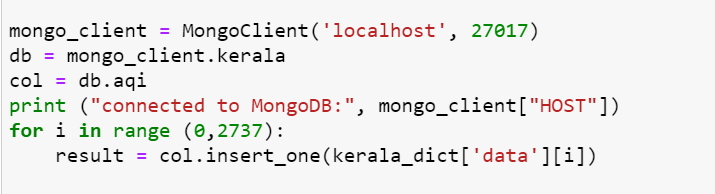 mongo_client = MongoClient('localhost', 27017)
db = mongo_client.kerala
col = db.aqi
print ("connected to MongoDB:", mongo_client["HOST"])
for i in range (0,2737):
    result = col.insert_one(kerala_dict['data'][i])